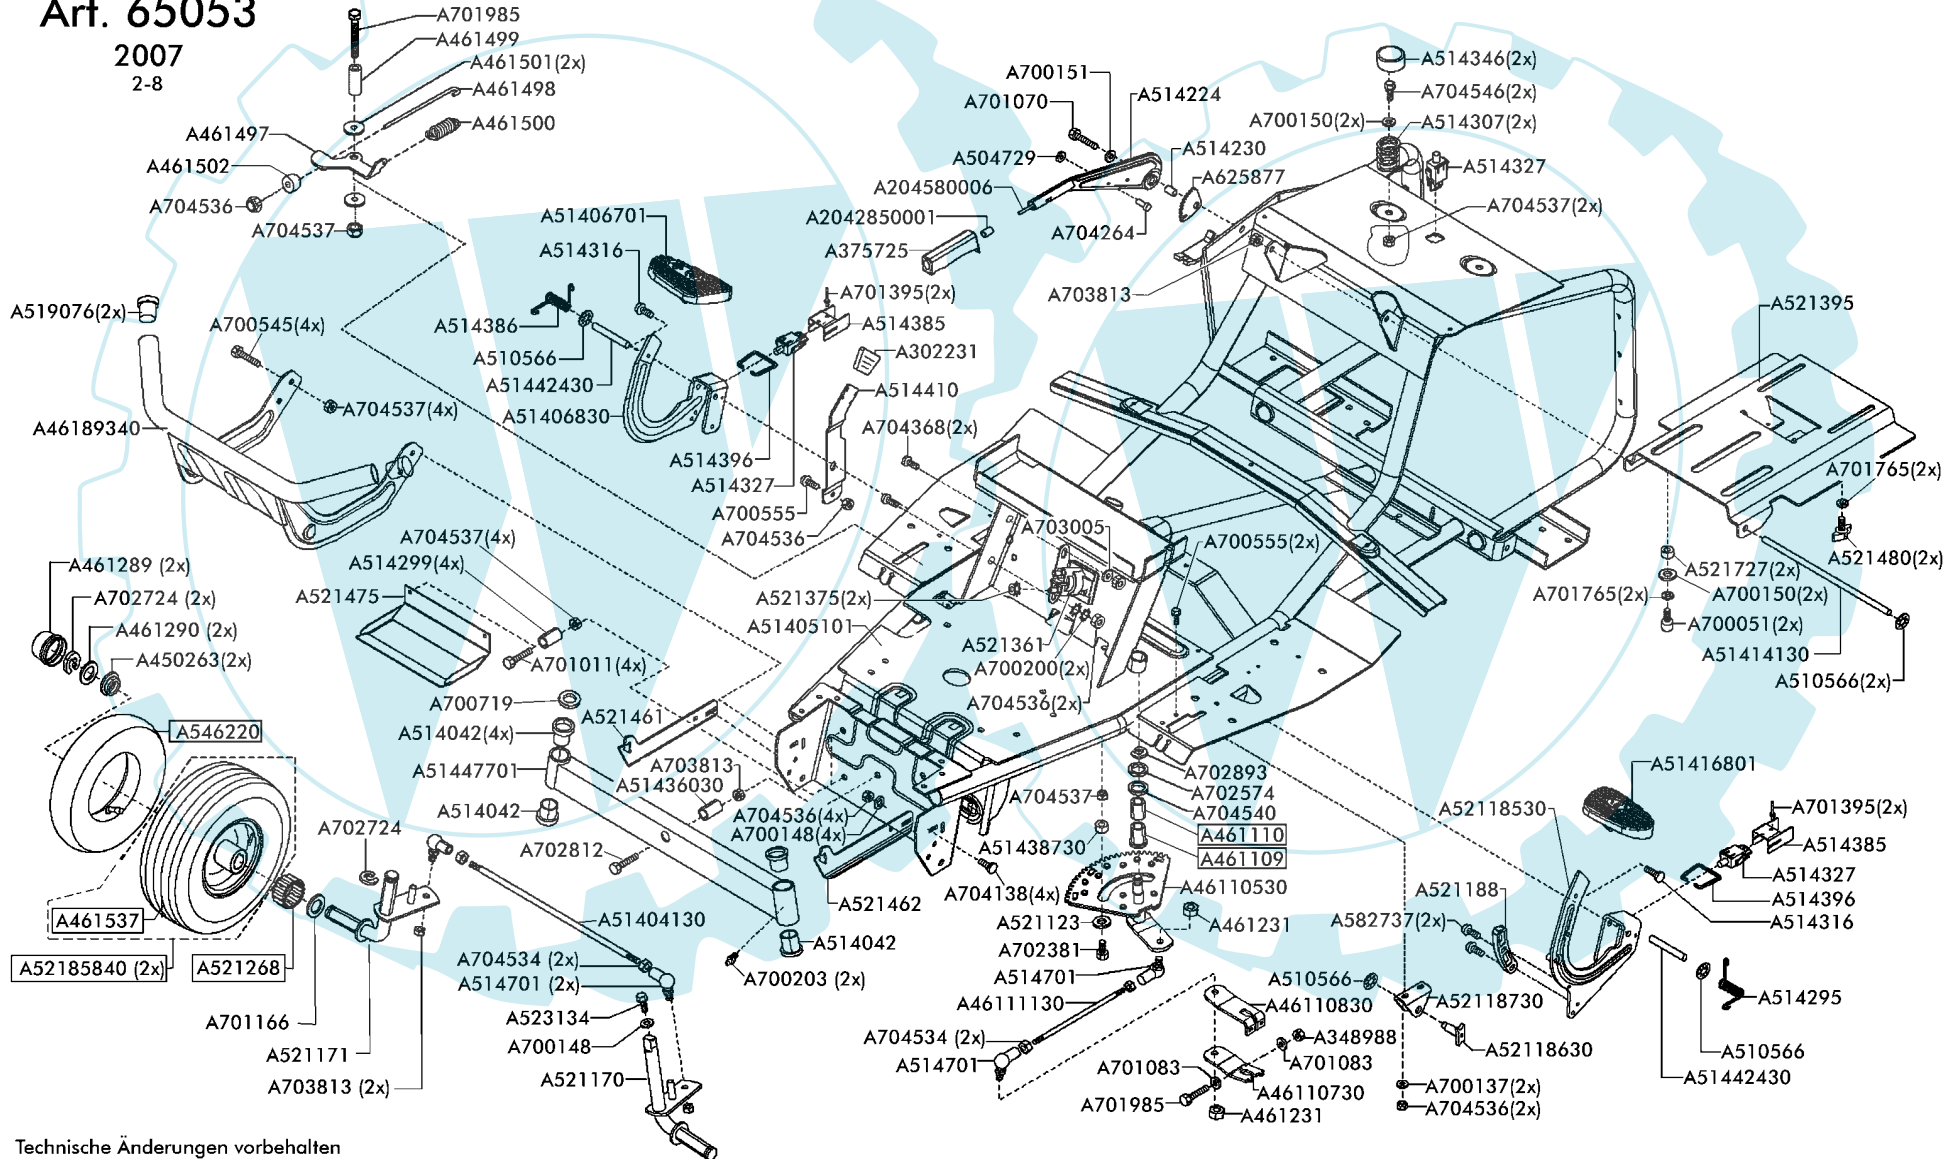 Art. 65053
2007
2-8
A701985
A461499
A461501(2x)
A461498
A461500
A461497
A461502
A704536
A704537
A519076(2x)
A700545(4x)
A704537(4x)
A46189340
A51406701
A514316
A514386
A510566
A51442430
A51406830
A514396
A514327
A700555
A704536
A701395(2x)
A514385
A302231
A514410
A704368(2x)
A700151
A701070
A514224
A504729
A204580006
A2042850001
A375725
A514230
A625877
A704264
A703813
A514346(2x)
A704546(2x)
A700150(2x)
A514307(2x)
A514327
A704537(2x)
A521395
A701765(2x)
A521480(2x)
A521727(2x)
A701765(2x)
A700150(2x)
A700051(2x)
A51414130
A510566(2x)
A461289 (2x)
A702724 (2x)
A461290 (2x)
A450263(2x)
A704537(4x)
A514299(4x)
A521475
A701011(4x)
A703005
A700555(2x)
A521375(2x)
A51405101
A521361
A700200(2x)
A704536(2x)
A700719
A514042(4x)
A521461
A546220
A51447701
A703813
A51436030
A514042
A704536(4x)
A700148(4x)
A702812
A702724
A702893
A702574
A704540
A704537
A461110
A461109
A51438730
A46110530
A704138(4x)
A521462
A521123
A461231
A702381
A514701
A46111130
A51404130
A514042
A700203 (2x)
A461537
A52185840 (2x)
A521268
A701166
A521171
A703813 (2x)
A704534 (2x)
A514701 (2x)
A523134
A700148
A521170
A704534 (2x)
A514701
A46110830
A348988
A701083
A701083
A46110730
A701985
A461231
A51416801
A52118530
A701395(2x)
A514385
A514327
A514396
A514316
A521188
A582737(2x)
A510566
A52118730
A514295
A52118630
A510566
A51442430
A700137(2x)
A704536(2x)
Technische Änderungen vorbehalten